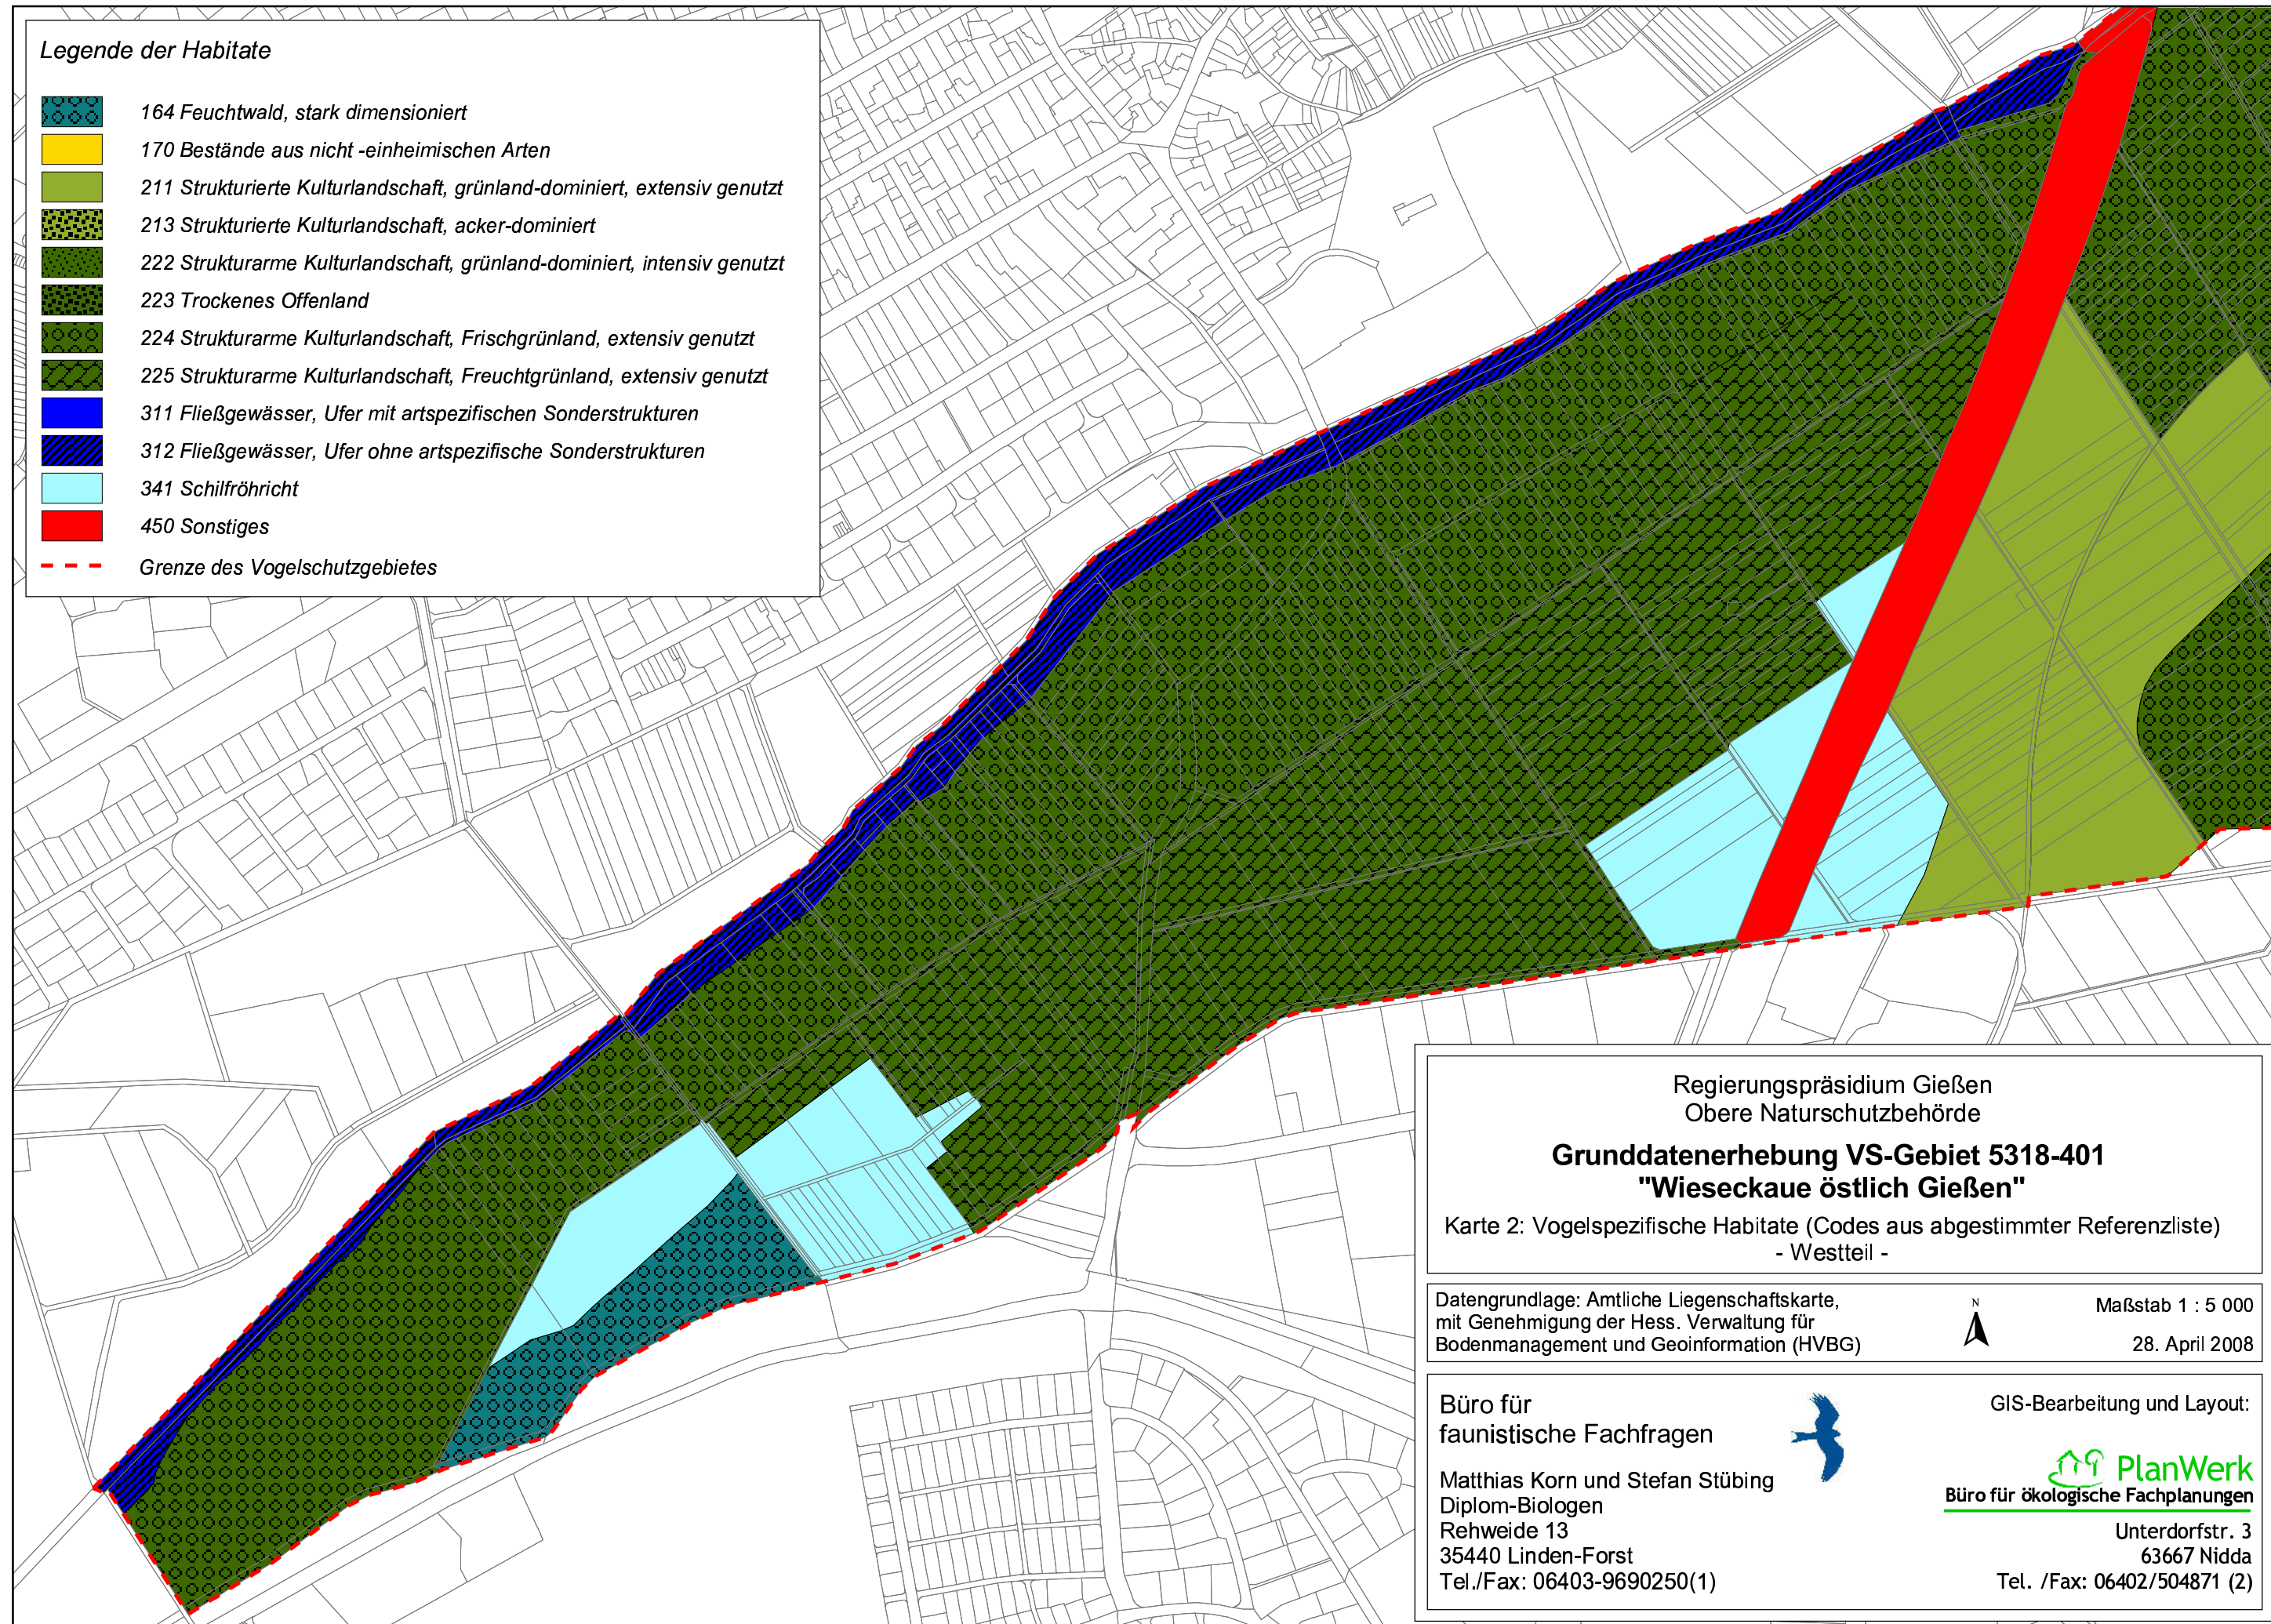 Legende der Habitate
164 Feuchtwald, stark dimensioniert
170 Bestände aus nicht -einheimischen Arten
211 Strukturierte Kulturlandschaft, grünland-dominiert, extensiv genutzt
213 Strukturierte Kulturlandschaft, acker-dominiert
222 Strukturarme Kulturlandschaft, grünland-dominiert, intensiv genutzt
223 Trockenes Offenland
224 Strukturarme Kulturlandschaft, Frischgrünland, extensiv genutzt
225 Strukturarme Kulturlandschaft, Freuchtgrünland, extensiv genutzt
311 Fließgewässer, Ufer mit artspezifischen Sonderstrukturen
312 Fließgewässer, Ufer ohne artspezifische Sonderstrukturen
341 Schilfröhricht
450 Sonstiges
Grenze des Vogelschutzgebietes
Regierungspräsidium Gießen
Obere Naturschutzbehörde
Grunddatenerhebung VS-Gebiet 5318-401
"Wieseckaue östlich Gießen"
Karte 2: Vogelspezifische Habitate (Codes aus abgestimmter Referenzliste)
- Westteil -
Datengrundlage: Amtliche Liegenschaftskarte,
mit Genehmigung der Hess. Verwaltung für
Bodenmanagement und Geoinformation (HVBG)
N
Maßstab 1 : 5 000
28. April 2008
Büro für
faunistische Fachfragen
Matthias Korn und Stefan Stübing
Diplom-Biologen
Rehweide 13
35440 Linden-Forst
Tel./Fax: 06403-9690250(1)
GIS-Bearbeitung und Layout:
PlanWerk
Büro für ökologische Fachplanungen
Unterdorfstr. 3
63667 Nidda
Tel. /Fax: 06402/504871 (2)